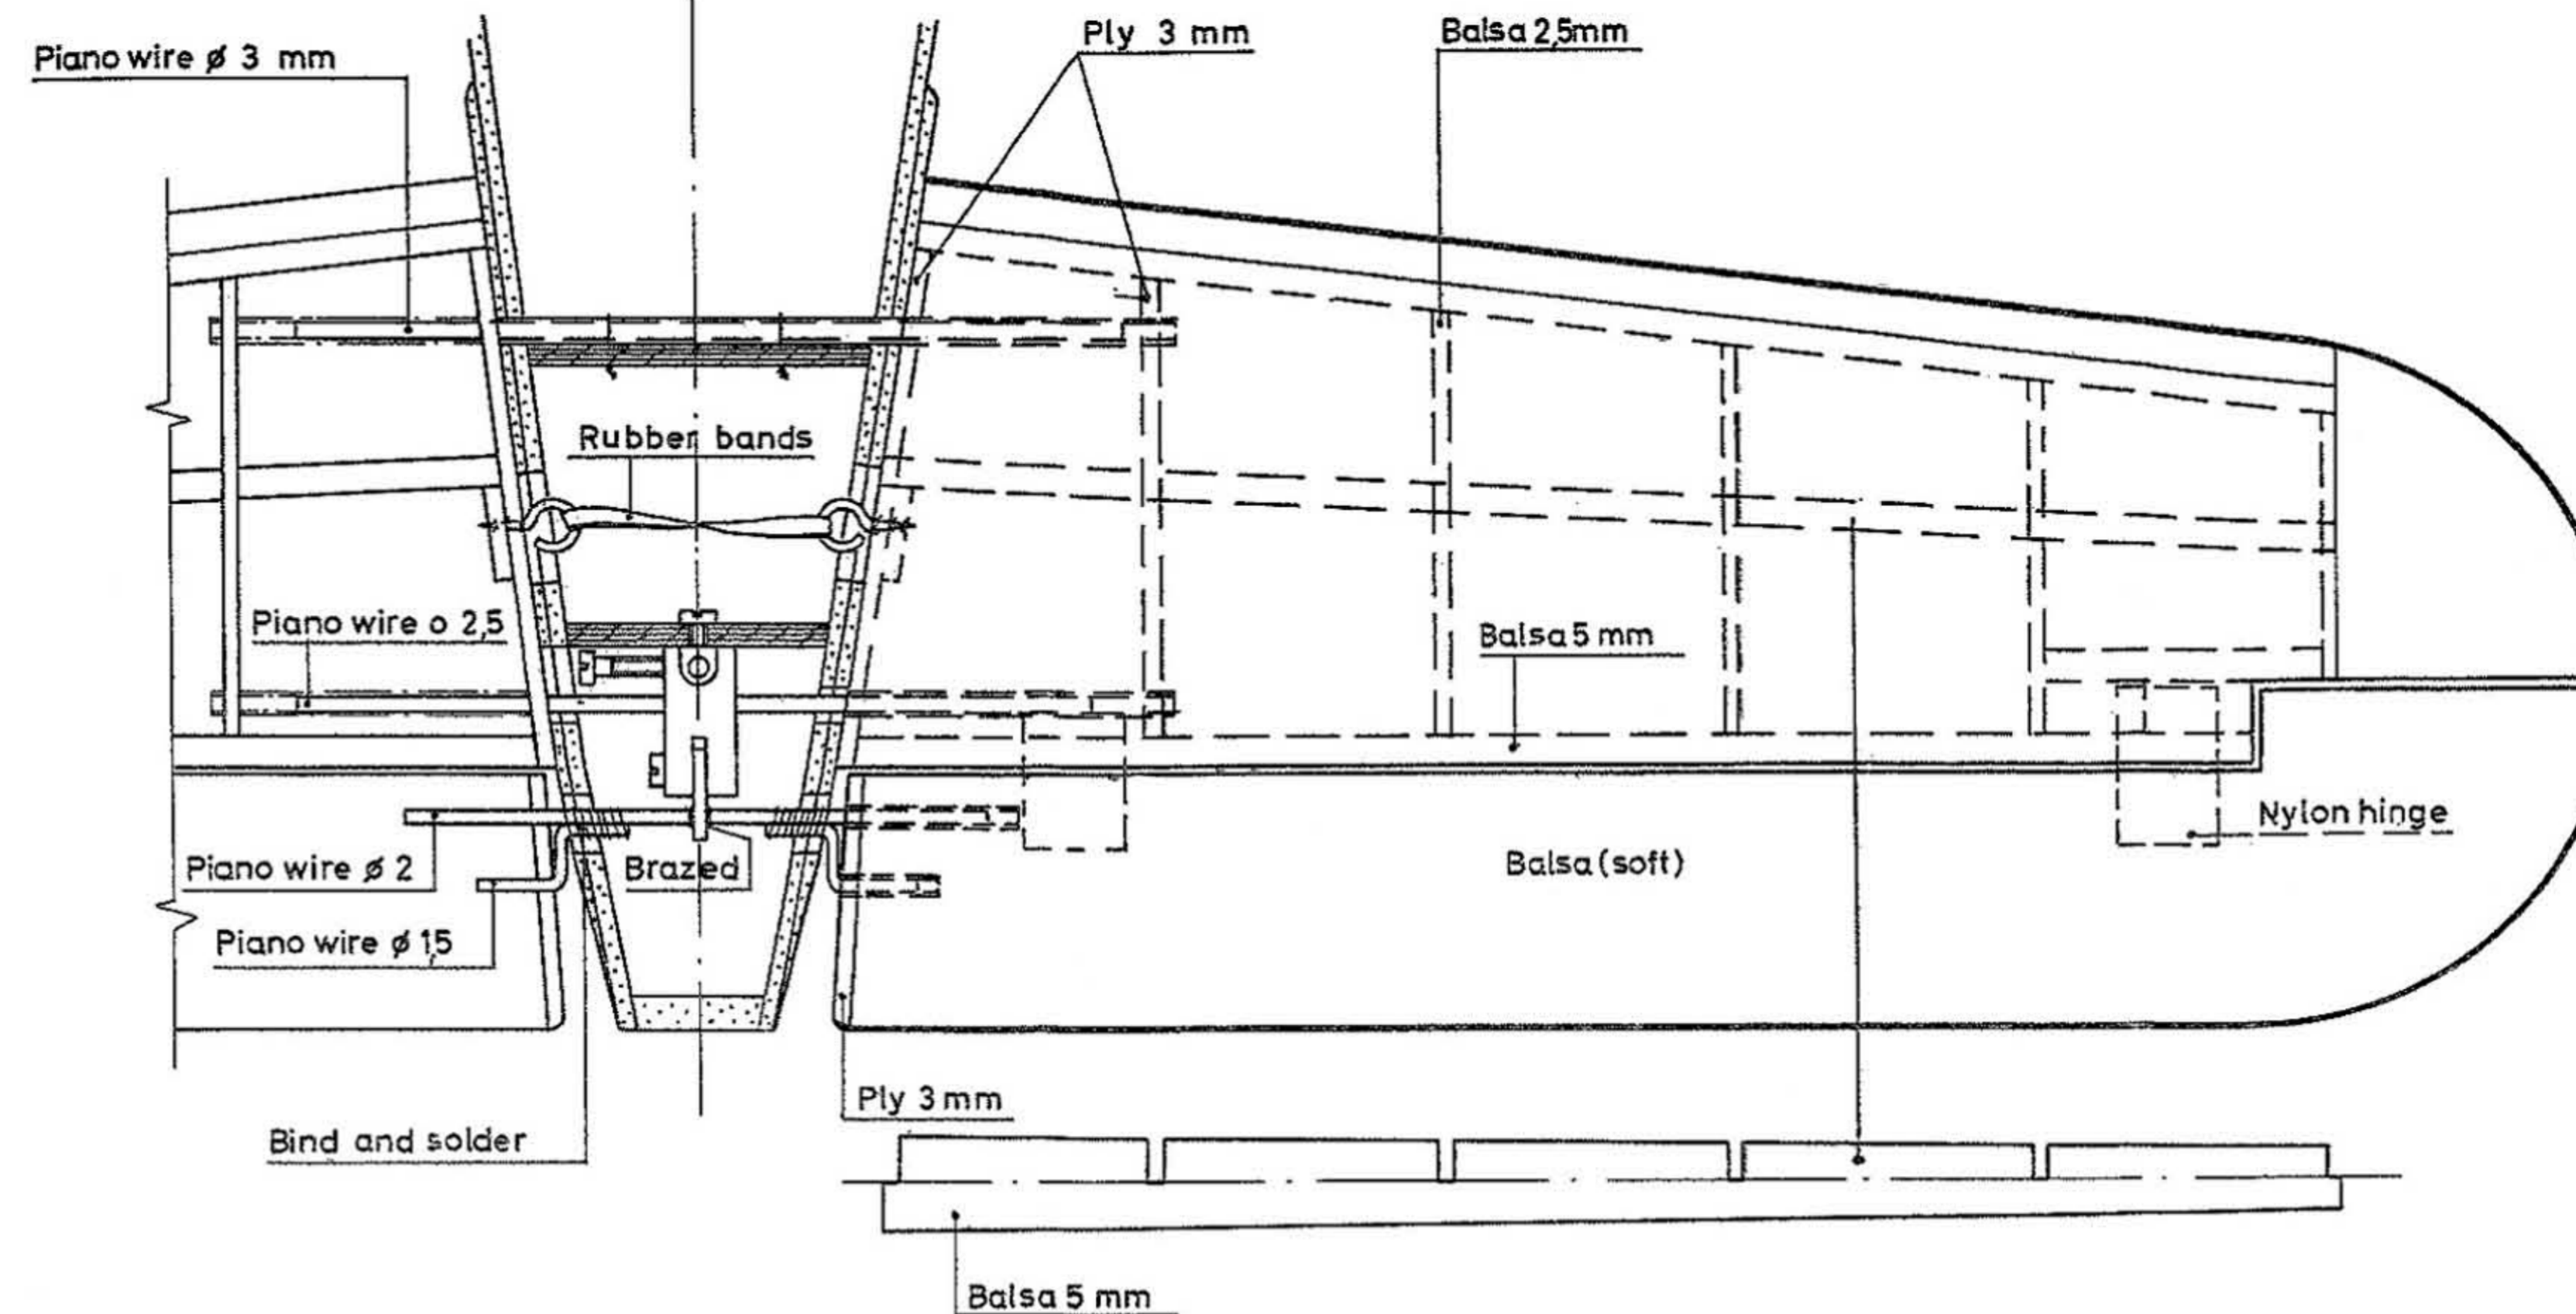 Piano wire ø 3 mm
Ply 3 mm
Balsa 2,5mm
Rubber bands
Piano wire o 2,5
Balsa 5 mm
Nylon hinge
Piano wire ø 2
Brazed
Balsa (soft)
Piano wire ø 1,5
Ply 3 mm
Bind and solder
Balsa 5 mm